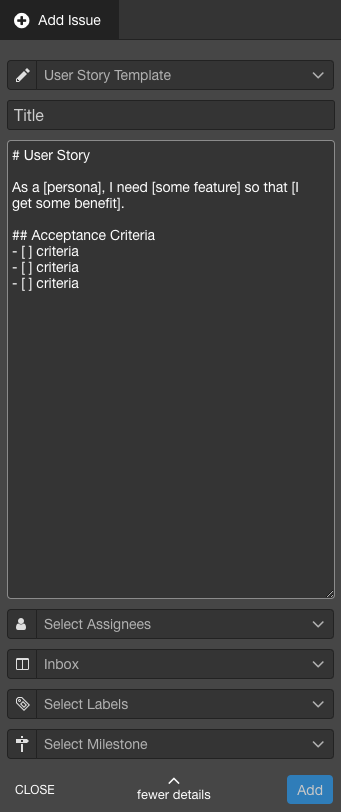 Add Issue
User Story Template
Title
# User Story
As a [persona], I need [some feature] so that [I
get some benefit].
## Acceptance Criteria
- [ ] criteria
- [ ] criteria
- [ ] criteria
Select Assignees
Inbox
Select Labels
Select Milestone
CLOSE
fewer details
Add